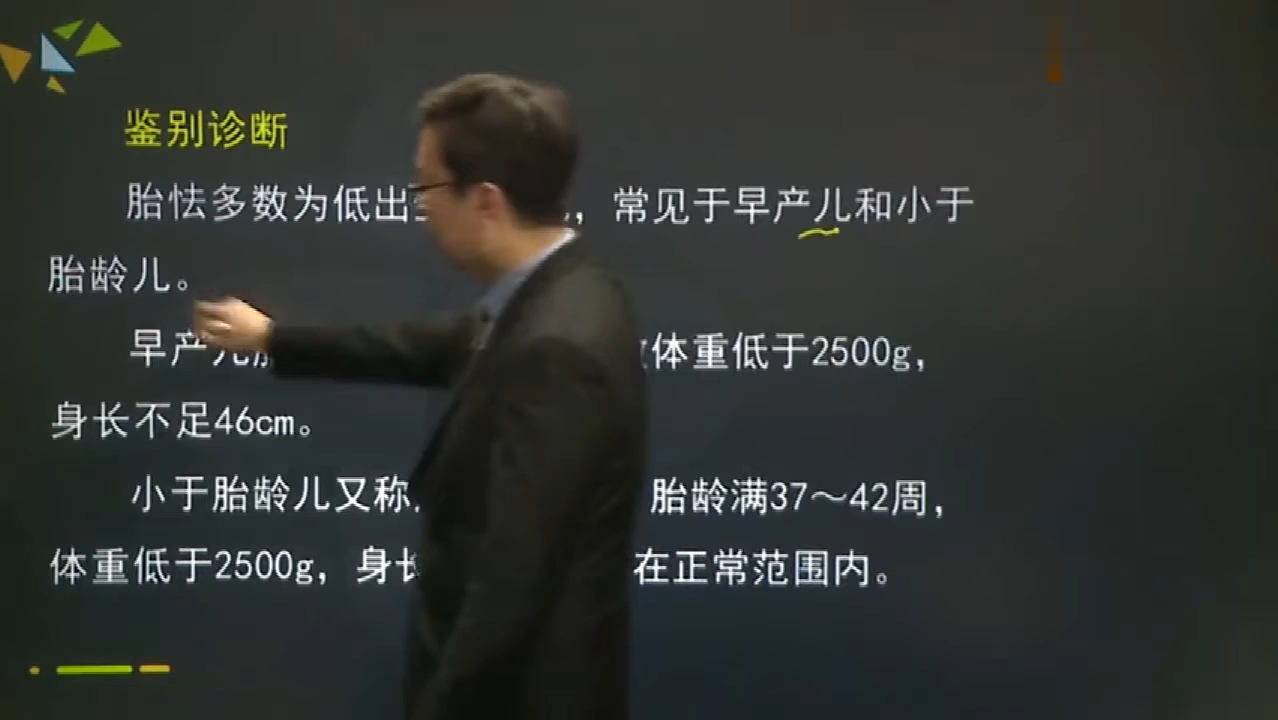 鉴别诊断
胎怯多数为低出 ，常见于早产儿和小于
胎龄儿。
早产儿 体重低于2500g，
身长不足46cm。
小于胎龄儿又称 胎龄满37～42周，
体重低于2500g，身长 在正常范围内。